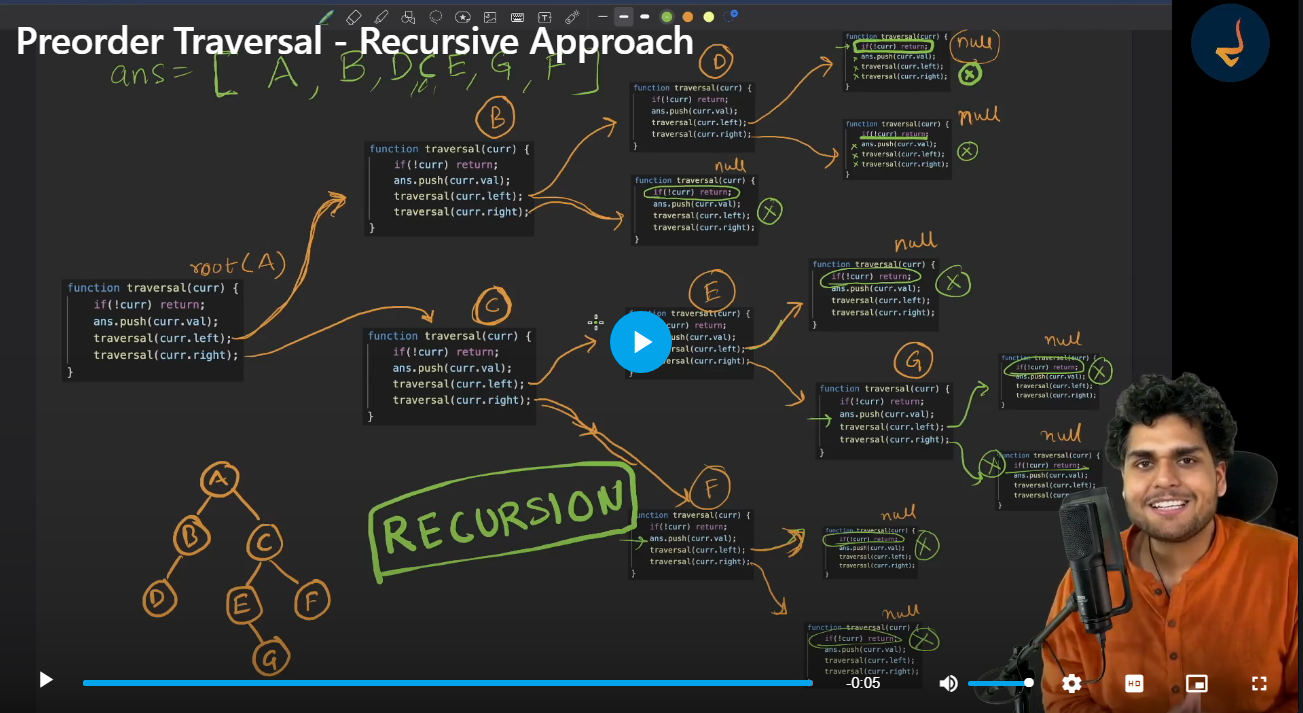 Preorder Traversal - Recursive Approach
ans = [ A, B, D, C, E, G, F ]
root(A)
function traversal(curr) {
if(!curr) return;
ans.push(curr.val);
traversal(curr.left);
traversal(curr.right);
}
B
function traversal(curr) {
if(!curr) return;
ans.push(curr.val);
traversal(curr.left);
traversal(curr.right);
}
D
function traversal(curr) {
if(!curr) return;
ans.push(curr.val);
traversal(curr.left);
traversal(curr.right);
}
null
function traversal(curr) {
if(!curr) return;
ans.push(curr.val);
traversal(curr.left);
traversal(curr.right);
}
null
function traversal(curr) {
if(!curr) return;
ans.push(curr.val);
traversal(curr.left);
traversal(curr.right);
}
null
function traversal(curr) {
if(!curr) return;
ans.push(curr.val);
traversal(curr.left);
traversal(curr.right);
}
C
function traversal(curr) {
if(!curr) return;
ans.push(curr.val);
traversal(curr.left);
traversal(curr.right);
}
E
traversal(curr) {
curr) return;
push(curr.val);
ersal(curr.left);
ersal(curr.right);
}
null
function traversal(curr) {
if(!curr) return;
ans.push(curr.val);
traversal(curr.left);
traversal(curr.right);
}
G
function traversal(curr) {
if(!curr) return;
ans.push(curr.val);
traversal(curr.left);
traversal(curr.right);
}
null
function traversal(curr) {
if(!curr) return;
ans.push(curr.val);
traversal(curr.left);
traversal(curr.right);
}
null
function traversal(curr) {
if(!curr) return;
ans.push(curr.val);
traversal(curr.left);
}
F
function traversal(curr) {
if(!curr) return;
ans.push(curr.val);
traversal(curr.left);
traversal(curr.right);
}
null
function traversal(curr) {
if(!curr) return;
ans.push(curr.val);
traversal(curr.left);
traversal(curr.right);
}
null
function traversal(curr) {
if(!curr) return;
ans.push(curr.val);
traversal(curr.left);
traversal(curr.right);
RECURSION
A
B C
D E F
G
-0:05
HD